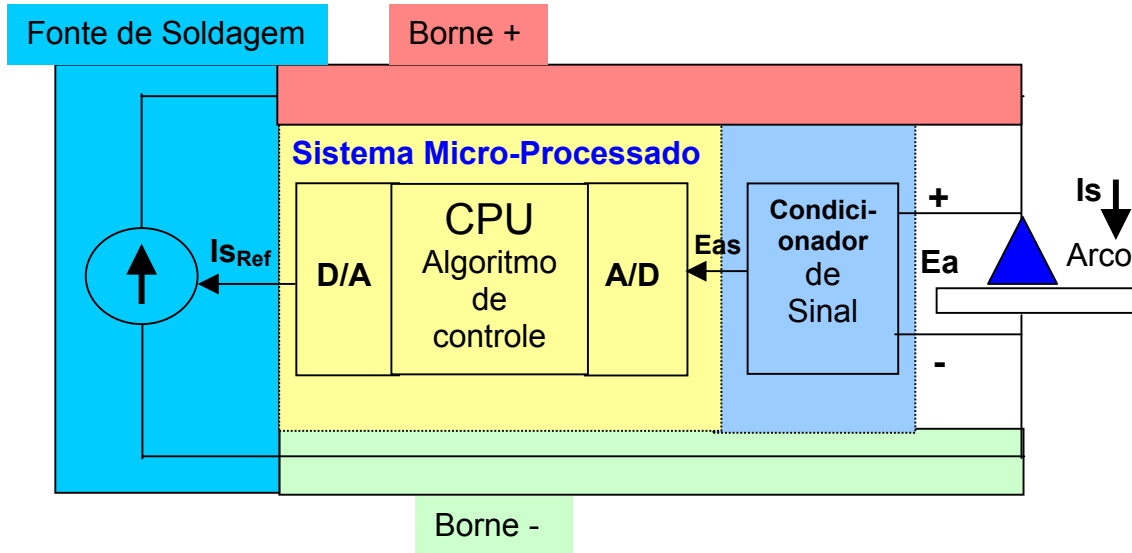 Fonte de Soldagem
Borne +
Sistema Micro-Processado
IsRef
D/A
CPU
Algoritmo
de
controle
A/D
Eas
Condici-
onador
de
Sinal
+
Ea
-
Is
Arco
Borne -